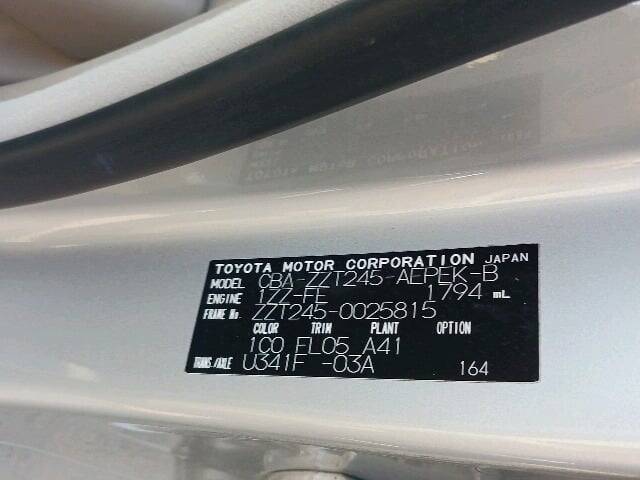 TOYOTA MOTOR CORPORATION JAPAN
MODEL CBA-ZZT245-AEPEK-B
ENGINE 1ZZ-FE 1794 mL
FRAME No. ZZT245-0025815
COLOR TRIM PLANT OPTION
1C0 FL05 A41
TRANS/AXLE U341F -03A 164